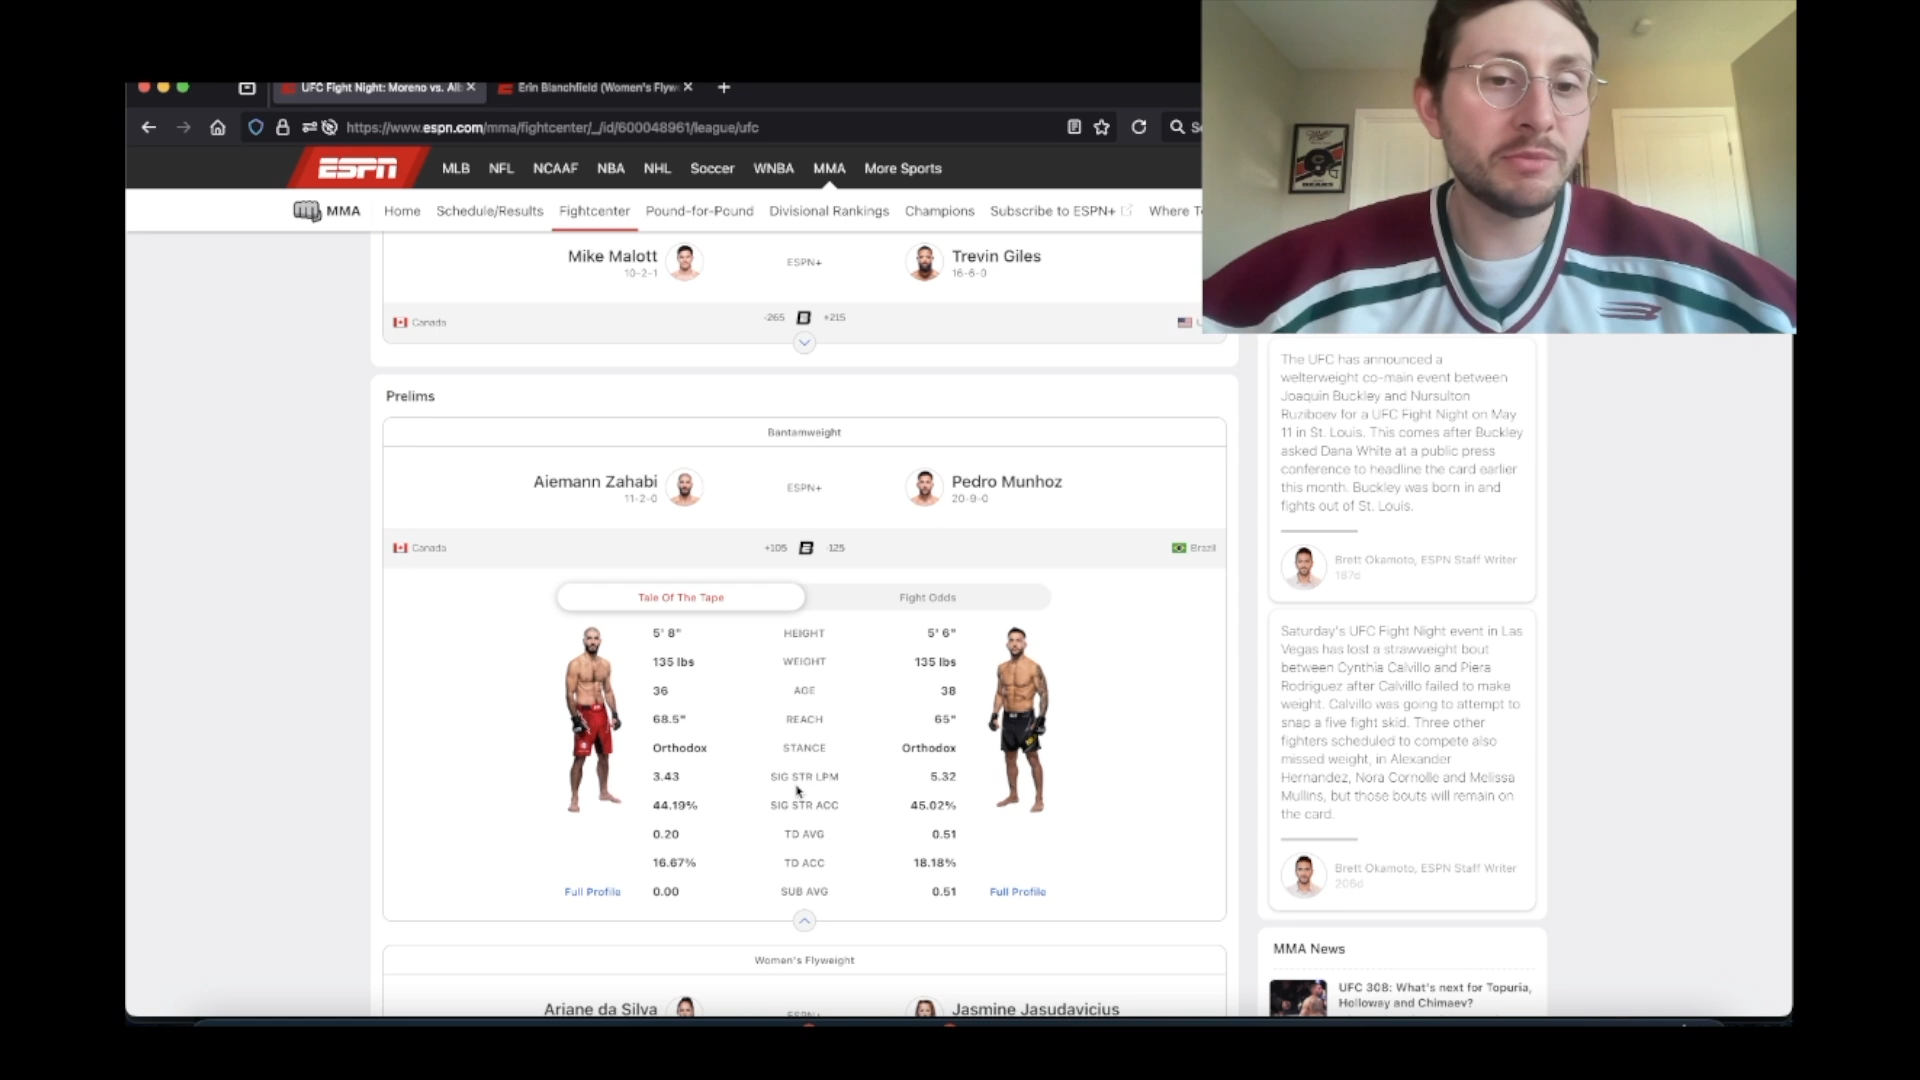 UFC Fight Night: Moreno vs. Alb
Erin Blanchfield (Women's Flyw
https://www.espn.com/mma/fightcenter/_/id/600048961/league/ufc
ESPN
MLB NFL NCAAF NBA NHL Soccer WNBA MMA More Sports
MMA Home Schedule/Results Fightcenter Pound-for-Pound Divisional Rankings Champions Subscribe to ESPN+ Where T
Mike Malott ESPN+ Trevin Giles
10-2-1 16-6-0
Canada -265 +215
Prelims
Bantamweight
Aiemann Zahabi ESPN+ Pedro Munhoz
11-2-0 20-9-0
Canada +105 -125 Brazil
Tale Of The Tape Fight Odds
5' 8" HEIGHT 5' 6"
135 lbs WEIGHT 135 lbs
36 AGE 38
68.5" REACH 65"
Orthodox STANCE Orthodox
3.43 SIG STR LPM 5.32
44.19% SIG STR ACC 45.02%
0.20 TD AVG 0.51
16.67% TD ACC 18.18%
Full Profile 0.00 SUB AVG 0.51 Full Profile
Women's Flyweight
Ariane da Silva ESPN+ Jasmine Jasudavicius
BEARS
The UFC has announced a
welterweight co-main event between
Joaquin Buckley and Nursulton
Ruziboev for a UFC Fight Night on May
11 in St. Louis. This comes after Buckley
asked Dana White at a public press
conference to headline the card earlier
this month. Buckley was born in and
fights out of St. Louis.
Brett Okamoto, ESPN Staff Writer
187d
Saturday's UFC Fight Night event in Las
Vegas has lost a strawweight bout
between Cynthia Calvillo and Piera
Rodriguez after Calvillo failed to make
weight. Calvillo was going to attempt to
snap a five fight skid. Three other
fighters scheduled to compete also
missed weight, in Alexander
Hernandez, Nora Cornolle and Melissa
Mullins, but those bouts will remain on
the card.
Brett Okamoto, ESPN Staff Writer
206d
MMA News
UFC 308: What's next for Topuria,
Holloway and Chimaev?